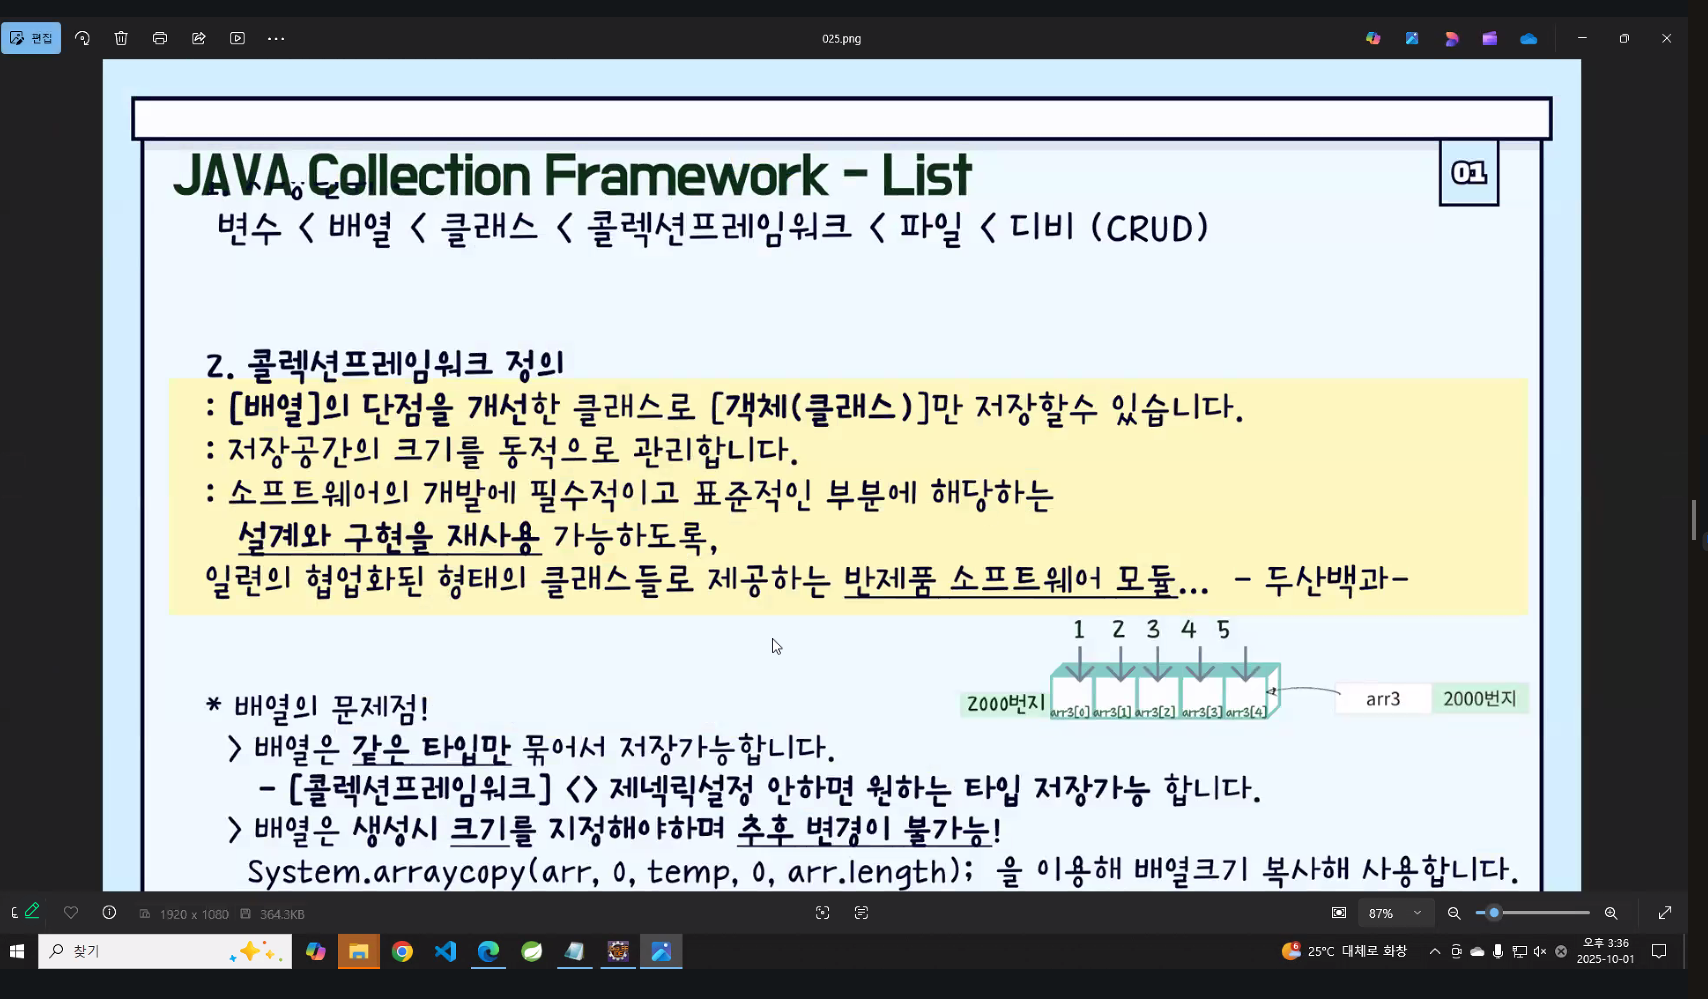 편집
025.png
JAVA Collection Framework - List
01
변수 < 배열 < 클래스 < 콜렉션프레임워크 < 파일 < 디비 (CRUD)
2. 콜렉션프레임워크 정의
: [배열]의 단점을 개선한 클래스로 [객체(클래스)]만 저장할수 있습니다.
: 저장공간의 크기를 동적으로 관리합니다.
: 소프트웨어의 개발에 필수적이고 표준적인 부분에 해당하는
설계와 구현을 재사용 가능하도록,
일련의 협업화된 형태의 클래스들로 제공하는 반제품 소프트웨어 모듈... - 두산백과-
1 2 3 4 5
2000번지
arr3[0] arr3[1] arr3[2] arr3[3] arr3[4]
arr3 2000번지
* 배열의 문제점!
> 배열은 같은 타입만 묶어서 저장가능합니다.
- [콜렉션프레임워크] <> 제네릭설정 안하면 원하는 타입 저장가능 합니다.
> 배열은 생성시 크기를 지정해야하며 추후 변경이 불가능!
System.arraycopy(arr, 0, temp, 0, arr.length); 을 이용해 배열크기 복사해 사용합니다.
1920 x 1080 364.3KB
87%
찾기
25°C 대체로 화창
오후 3:36
2025-10-01